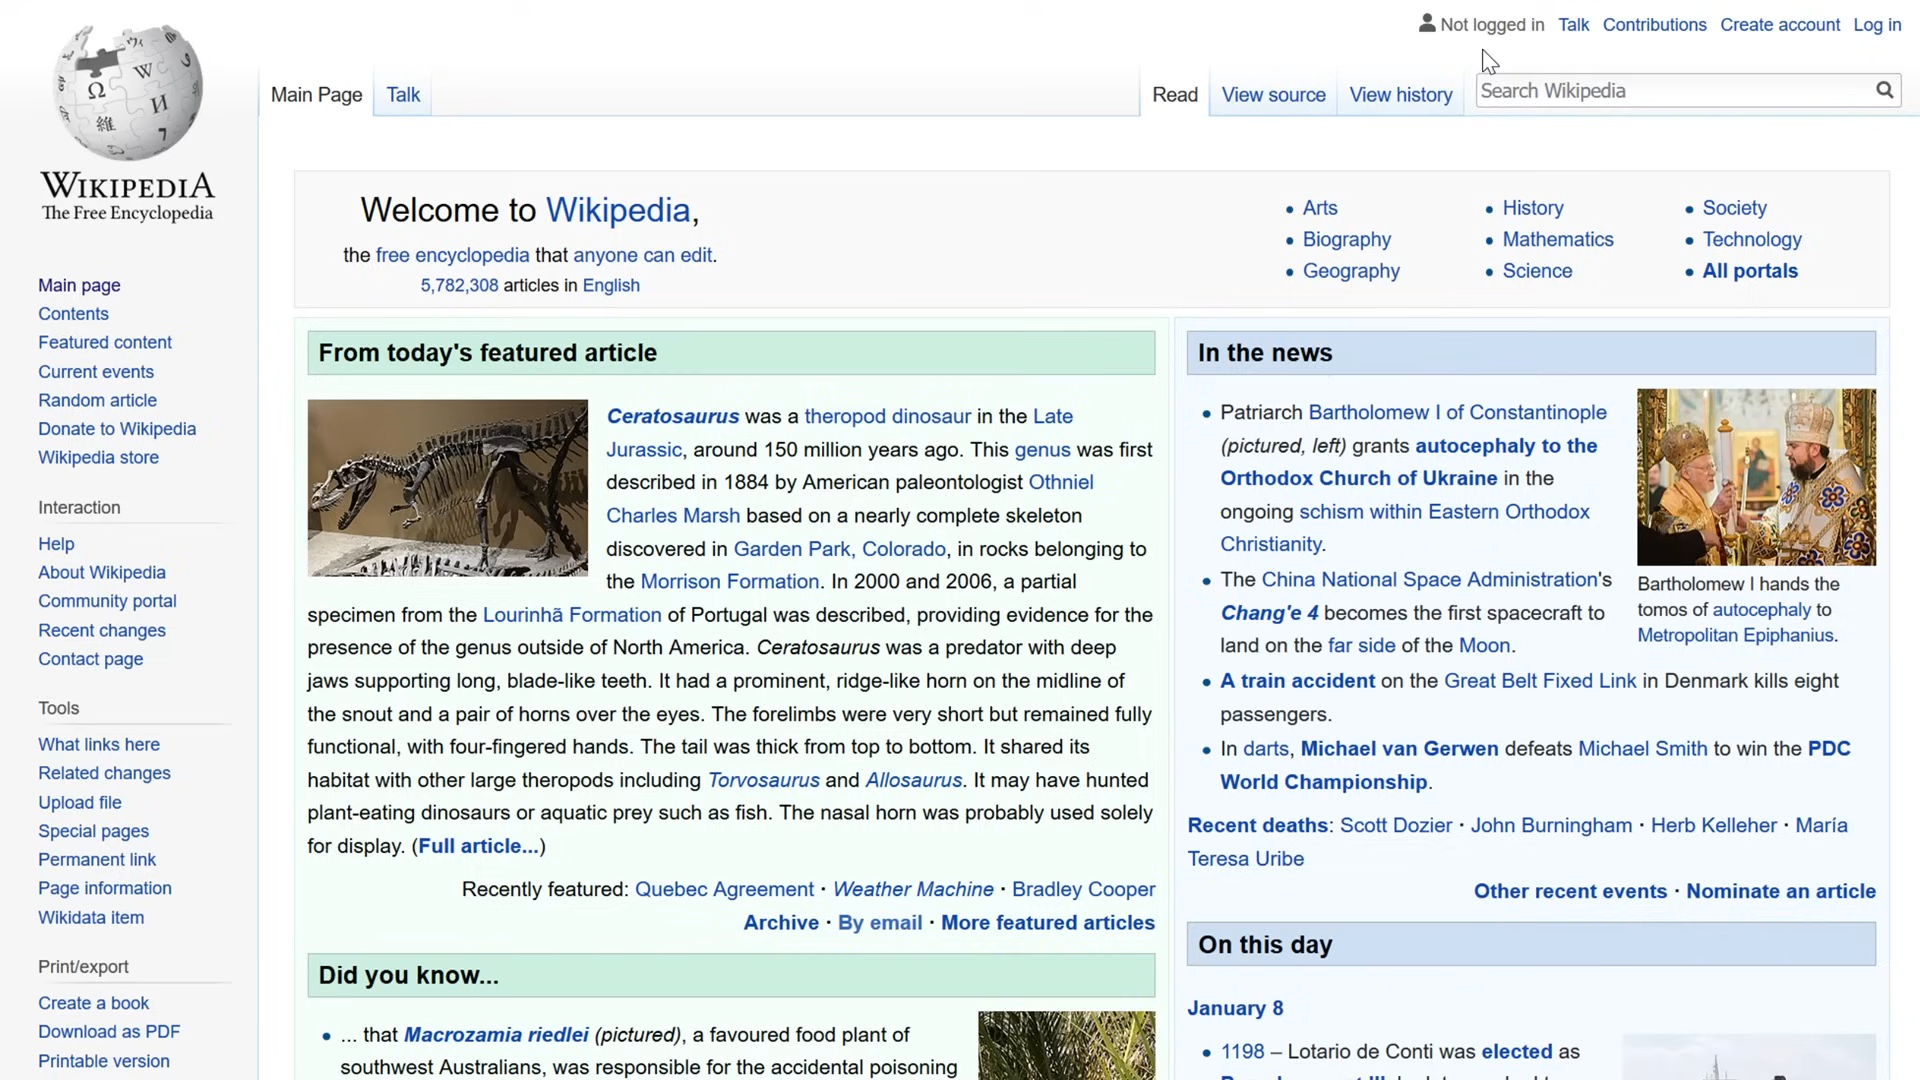 Not logged in Talk Contributions Create account Log in
Main Page Talk Read View source View history Search Wikipedia
WIKIPEDIA
The Free Encyclopedia
Main page
Contents
Featured content
Current events
Random article
Donate to Wikipedia
Wikipedia store
Interaction
Help
About Wikipedia
Community portal
Recent changes
Contact page
Tools
What links here
Related changes
Upload file
Special pages
Permanent link
Page information
Wikidata item
Print/export
Create a book
Download as PDF
Printable version
Welcome to Wikipedia,
the free encyclopedia that anyone can edit.
5,782,308 articles in English
• Arts
• Biography
• Geography
• History
• Mathematics
• Science
• Society
• Technology
• All portals
From today's featured article
Ceratosaurus was a theropod dinosaur in the Late
Jurassic, around 150 million years ago. This genus was first
described in 1884 by American paleontologist Othniel
Charles Marsh based on a nearly complete skeleton
discovered in Garden Park, Colorado, in rocks belonging to
the Morrison Formation. In 2000 and 2006, a partial
specimen from the Lourinhã Formation of Portugal was described, providing evidence for the
presence of the genus outside of North America. Ceratosaurus was a predator with deep
jaws supporting long, blade-like teeth. It had a prominent, ridge-like horn on the midline of
the snout and a pair of horns over the eyes. The forelimbs were very short but remained fully
functional, with four-fingered hands. The tail was thick from top to bottom. It shared its
habitat with other large theropods including Torvosaurus and Allosaurus. It may have hunted
plant-eating dinosaurs or aquatic prey such as fish. The nasal horn was probably used solely
for display. (Full article...)
Recently featured: Quebec Agreement · Weather Machine · Bradley Cooper
Archive · By email · More featured articles
Did you know...
• ... that Macrozamia riedlei (pictured), a favoured food plant of
southwest Australians, was responsible for the accidental poisoning
In the news
• Patriarch Bartholomew I of Constantinople
(pictured, left) grants autocephaly to the
Orthodox Church of Ukraine in the
ongoing schism within Eastern Orthodox
Christianity.
• The China National Space Administration's
Chang'e 4 becomes the first spacecraft to
land on the far side of the Moon.
Bartholomew I hands the
tomos of autocephaly to
Metropolitan Epiphanius.
• A train accident on the Great Belt Fixed Link in Denmark kills eight
passengers.
• In darts, Michael van Gerwen defeats Michael Smith to win the PDC
World Championship.
Recent deaths: Scott Dozier · John Burningham · Herb Kelleher · María
Teresa Uribe
Other recent events · Nominate an article
On this day
January 8
• 1198 – Lotario de Conti was elected as